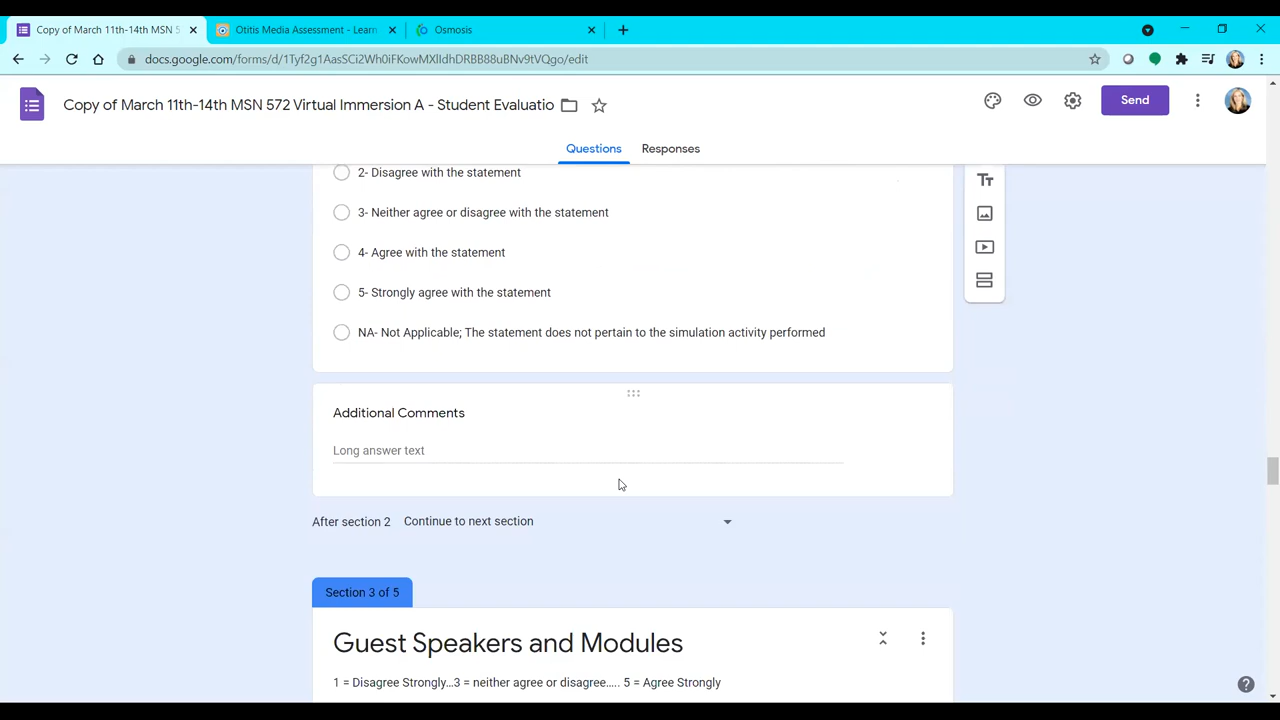 Copy of March 11th-14th MSN 5
Otitis Media Assessment - Learn
Osmosis
docs.google.com/forms/d/1Tyf2g1AasSCi2Wh0iFKowMXlIdhDRBB88uBNv9tVQgo/edit
Copy of March 11th-14th MSN 572 Virtual Immersion A - Student Evaluatio
Send
Questions
Responses
2- Disagree with the statement
3- Neither agree or disagree with the statement
4- Agree with the statement
5- Strongly agree with the statement
NA- Not Applicable; The statement does not pertain to the simulation activity performed
Additional Comments
Long answer text
After section 2 Continue to next section
Section 3 of 5
Guest Speakers and Modules
1 = Disagree Strongly…3 = neither agree or disagree….. 5 = Agree Strongly